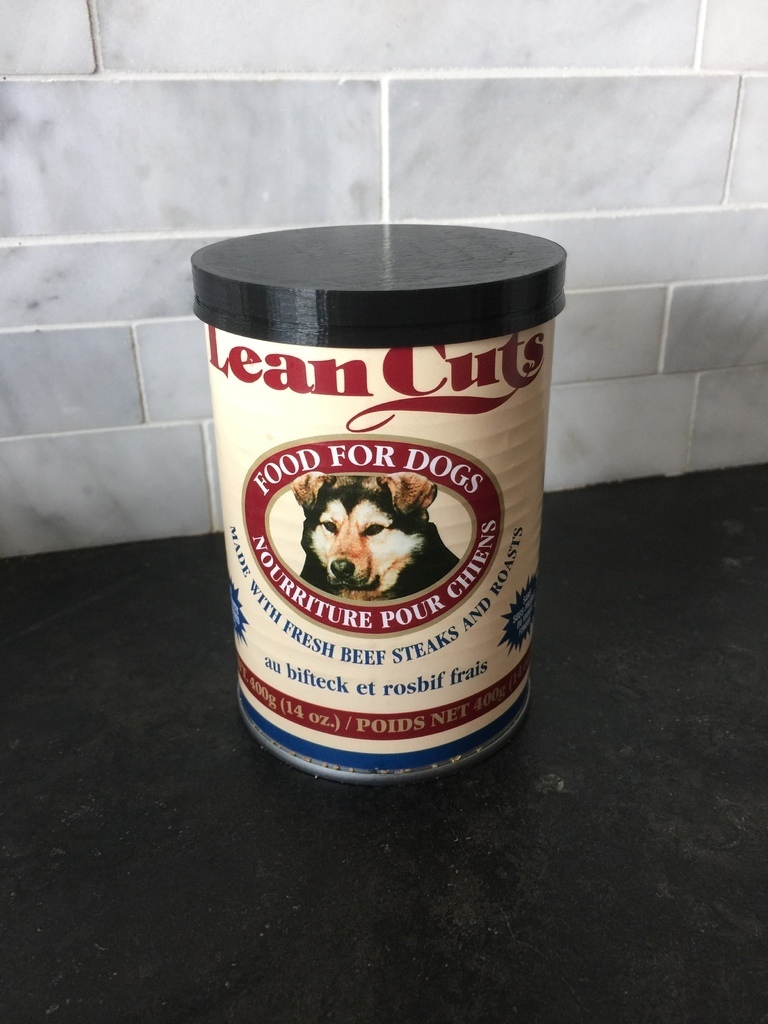 Lean Cuts
FOOD FOR DOGS
NOURRITURE POUR CHIENS
MADE WITH FRESH BEEF STEAKS AND ROASTS
au bifteck et rosbif frais
400g (14 oz.) / POIDS NET 400g